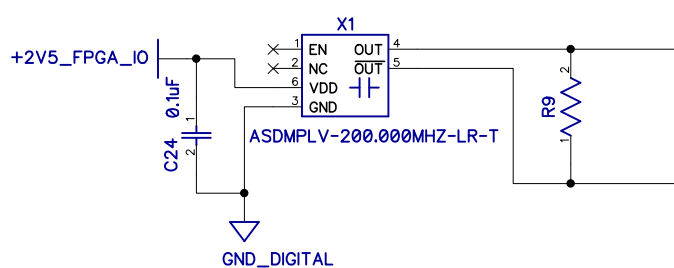 X1
+2V5_FPGA_IO
1 EN OUT 4
2 NC OUT 5
6 VDD
3 GND
0.1uF
1
C24
2
ASDMPLV-200.000MHZ-LR-T
2
R9
1
GND_DIGITAL